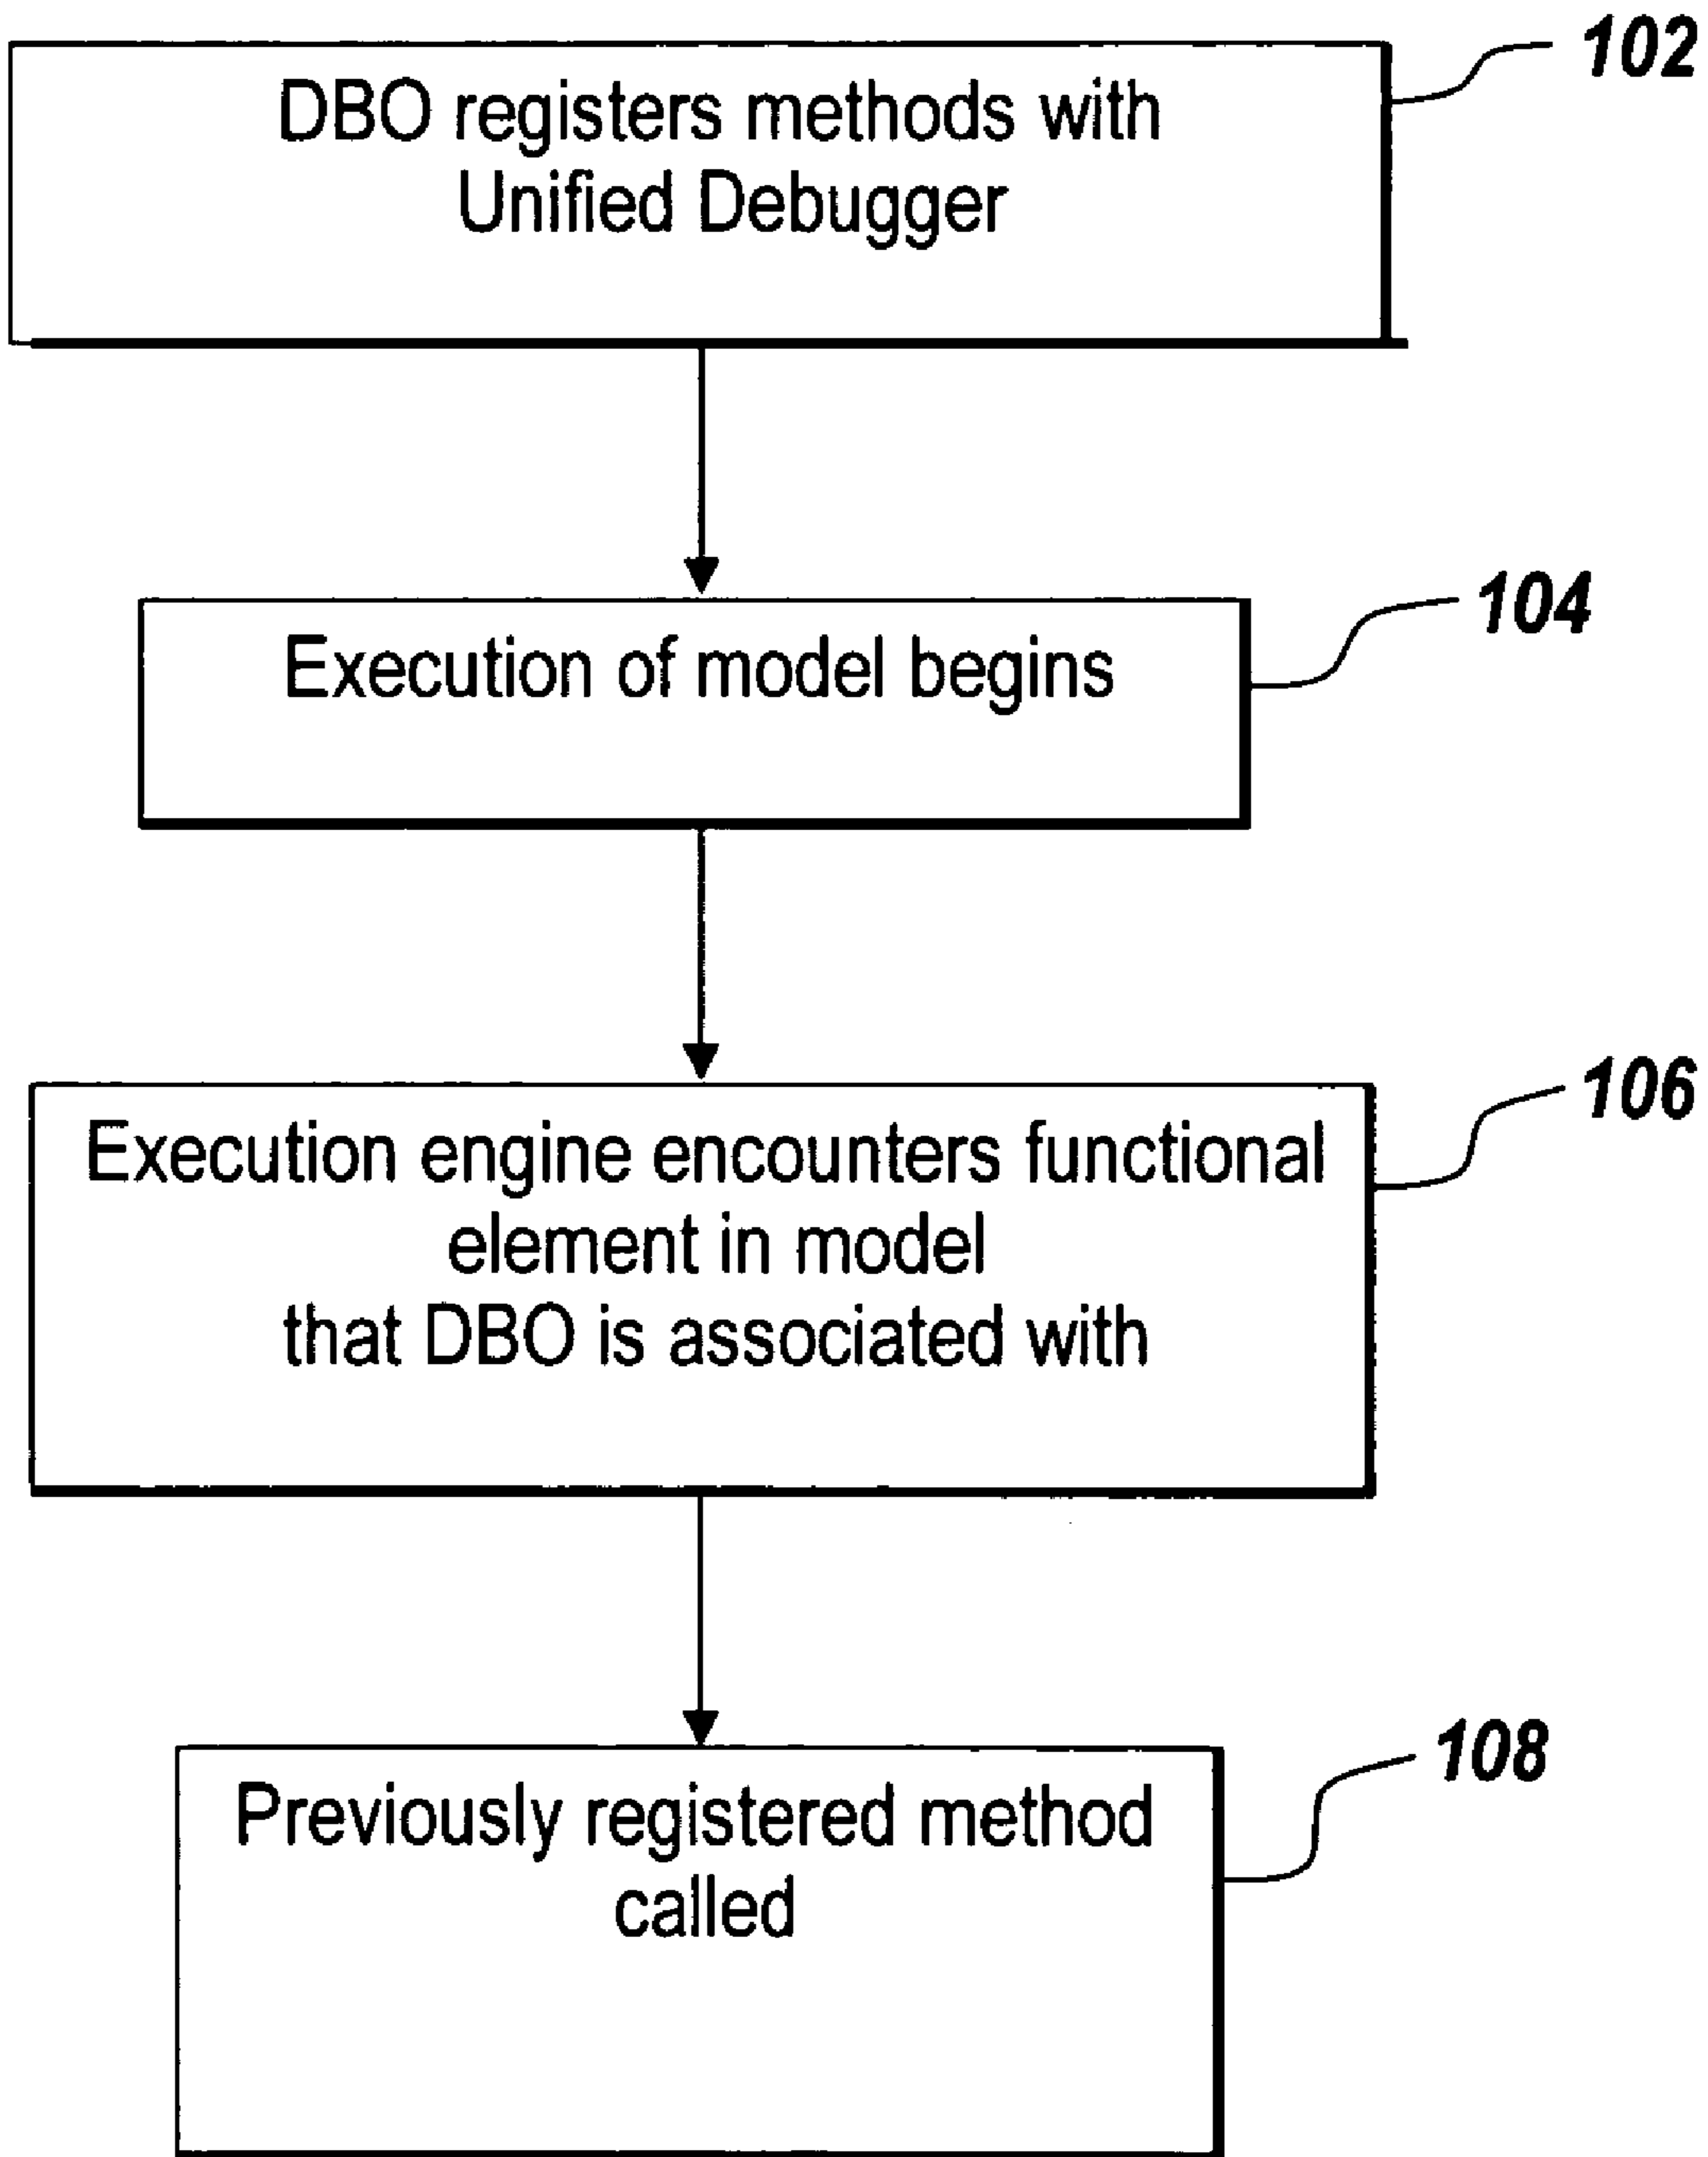 102
DBO registers methods with
Unified Debugger
104
Execution of model begins
106
Execution engine encounters functional
element in model
that DBO is associated with
108
Previously registered method
called